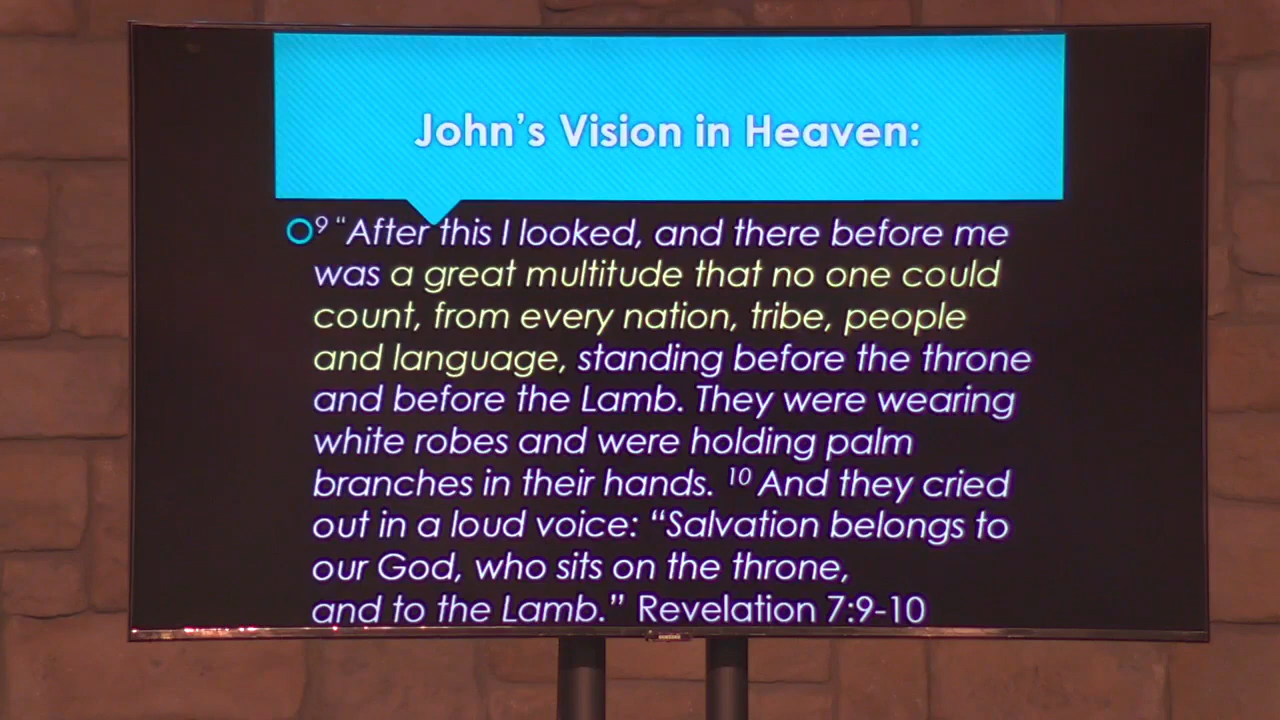 John's Vision in Heaven:
9 "After this I looked, and there before me
was a great multitude that no one could
count, from every nation, tribe, people
and language, standing before the throne
and before the Lamb. They were wearing
white robes and were holding palm
branches in their hands. 10 And they cried
out in a loud voice: “Salvation belongs to
our God, who sits on the throne,
and to the Lamb.” Revelation 7:9-10